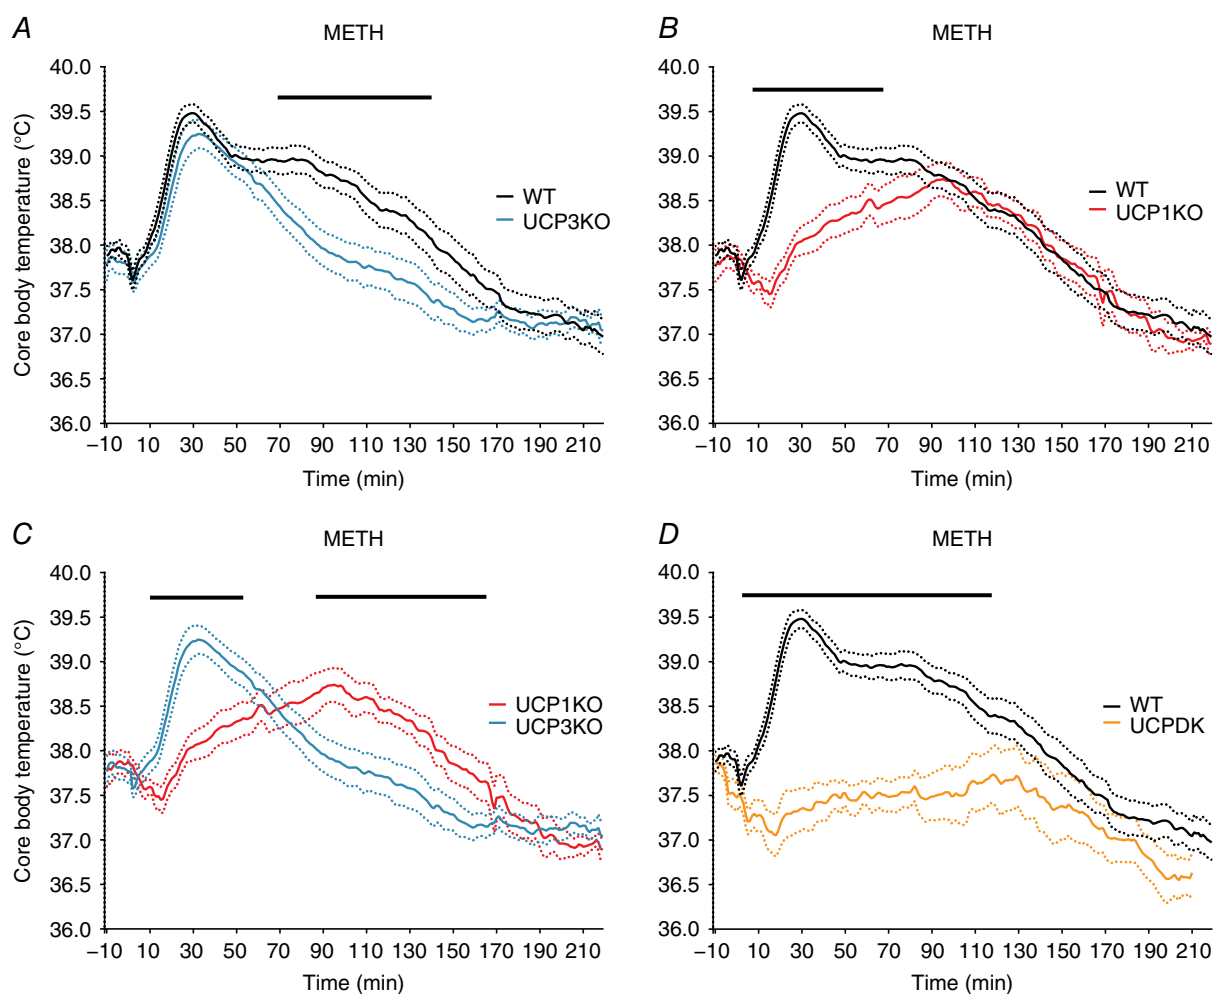 A
METH
Core body temperature (°C)
40.0
39.5
39.0
38.5
38.0
37.5
37.0
36.5
36.0
WT
UCP3KO
–10 10 30 50 70 90 110 130 150 170 190 210
Time (min)
B
METH
40.0
39.5
39.0
38.5
38.0
37.5
37.0
36.5
36.0
WT
UCP1KO
–10 10 30 50 70 90 110 130 150 170 190 210
Time (min)
C
METH
Core body temperature (°C)
40.0
39.5
39.0
38.5
38.0
37.5
37.0
36.5
36.0
UCP1KO
UCP3KO
–10 10 30 50 70 90 110 130 150 170 190 210
Time (min)
D
METH
40.0
39.5
39.0
38.5
38.0
37.5
37.0
36.5
36.0
WT
UCPDK
–10 10 30 50 70 90 110 130 150 170 190 210
Time (min)